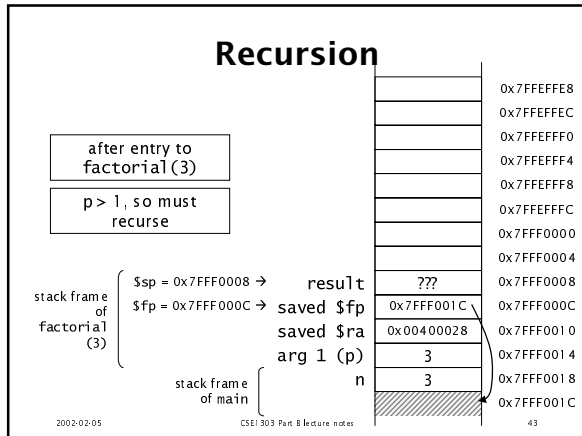 Recursion
after entry to
factorial(3)
p > 1, so must
recurse
0x7FFEFFE8
0x7FFEFFEC
0x7FFEFFF0
0x7FFEFFF4
0x7FFEFFF8
0x7FFEFFFC
0x7FFF0000
0x7FFF0004
$sp = 0x7FFF0008 → result ??? 0x7FFF0008
$fp = 0x7FFF000C → saved $fp 0x7FFF001C 0x7FFF000C
saved $ra 0x00400028 0x7FFF0010
arg 1 (p) 3 0x7FFF0014
n 3 0x7FFF0018
0x7FFF001C
stack frame
of
factorial
(3)
stack frame
of main
2002-02-05 CSE1303 Part B lecture notes 43